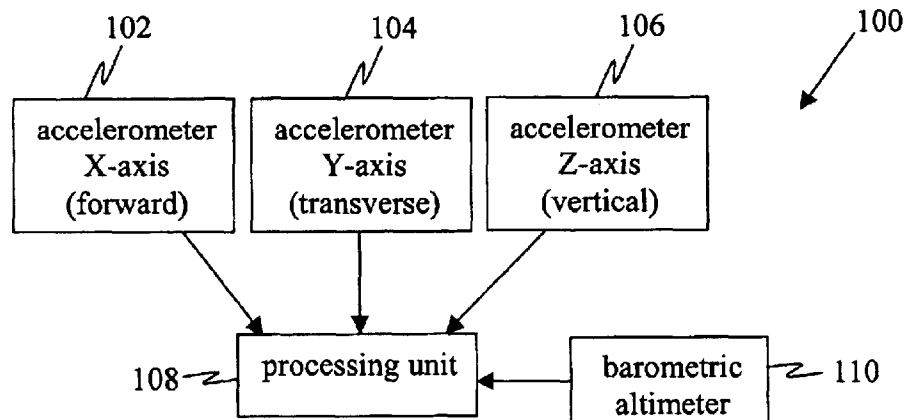 102
104
106
100
accelerometer
X-axis
(forward)
accelerometer
Y-axis
(transverse)
accelerometer
Z-axis
(vertical)
108
processing unit
barometric
altimeter
110